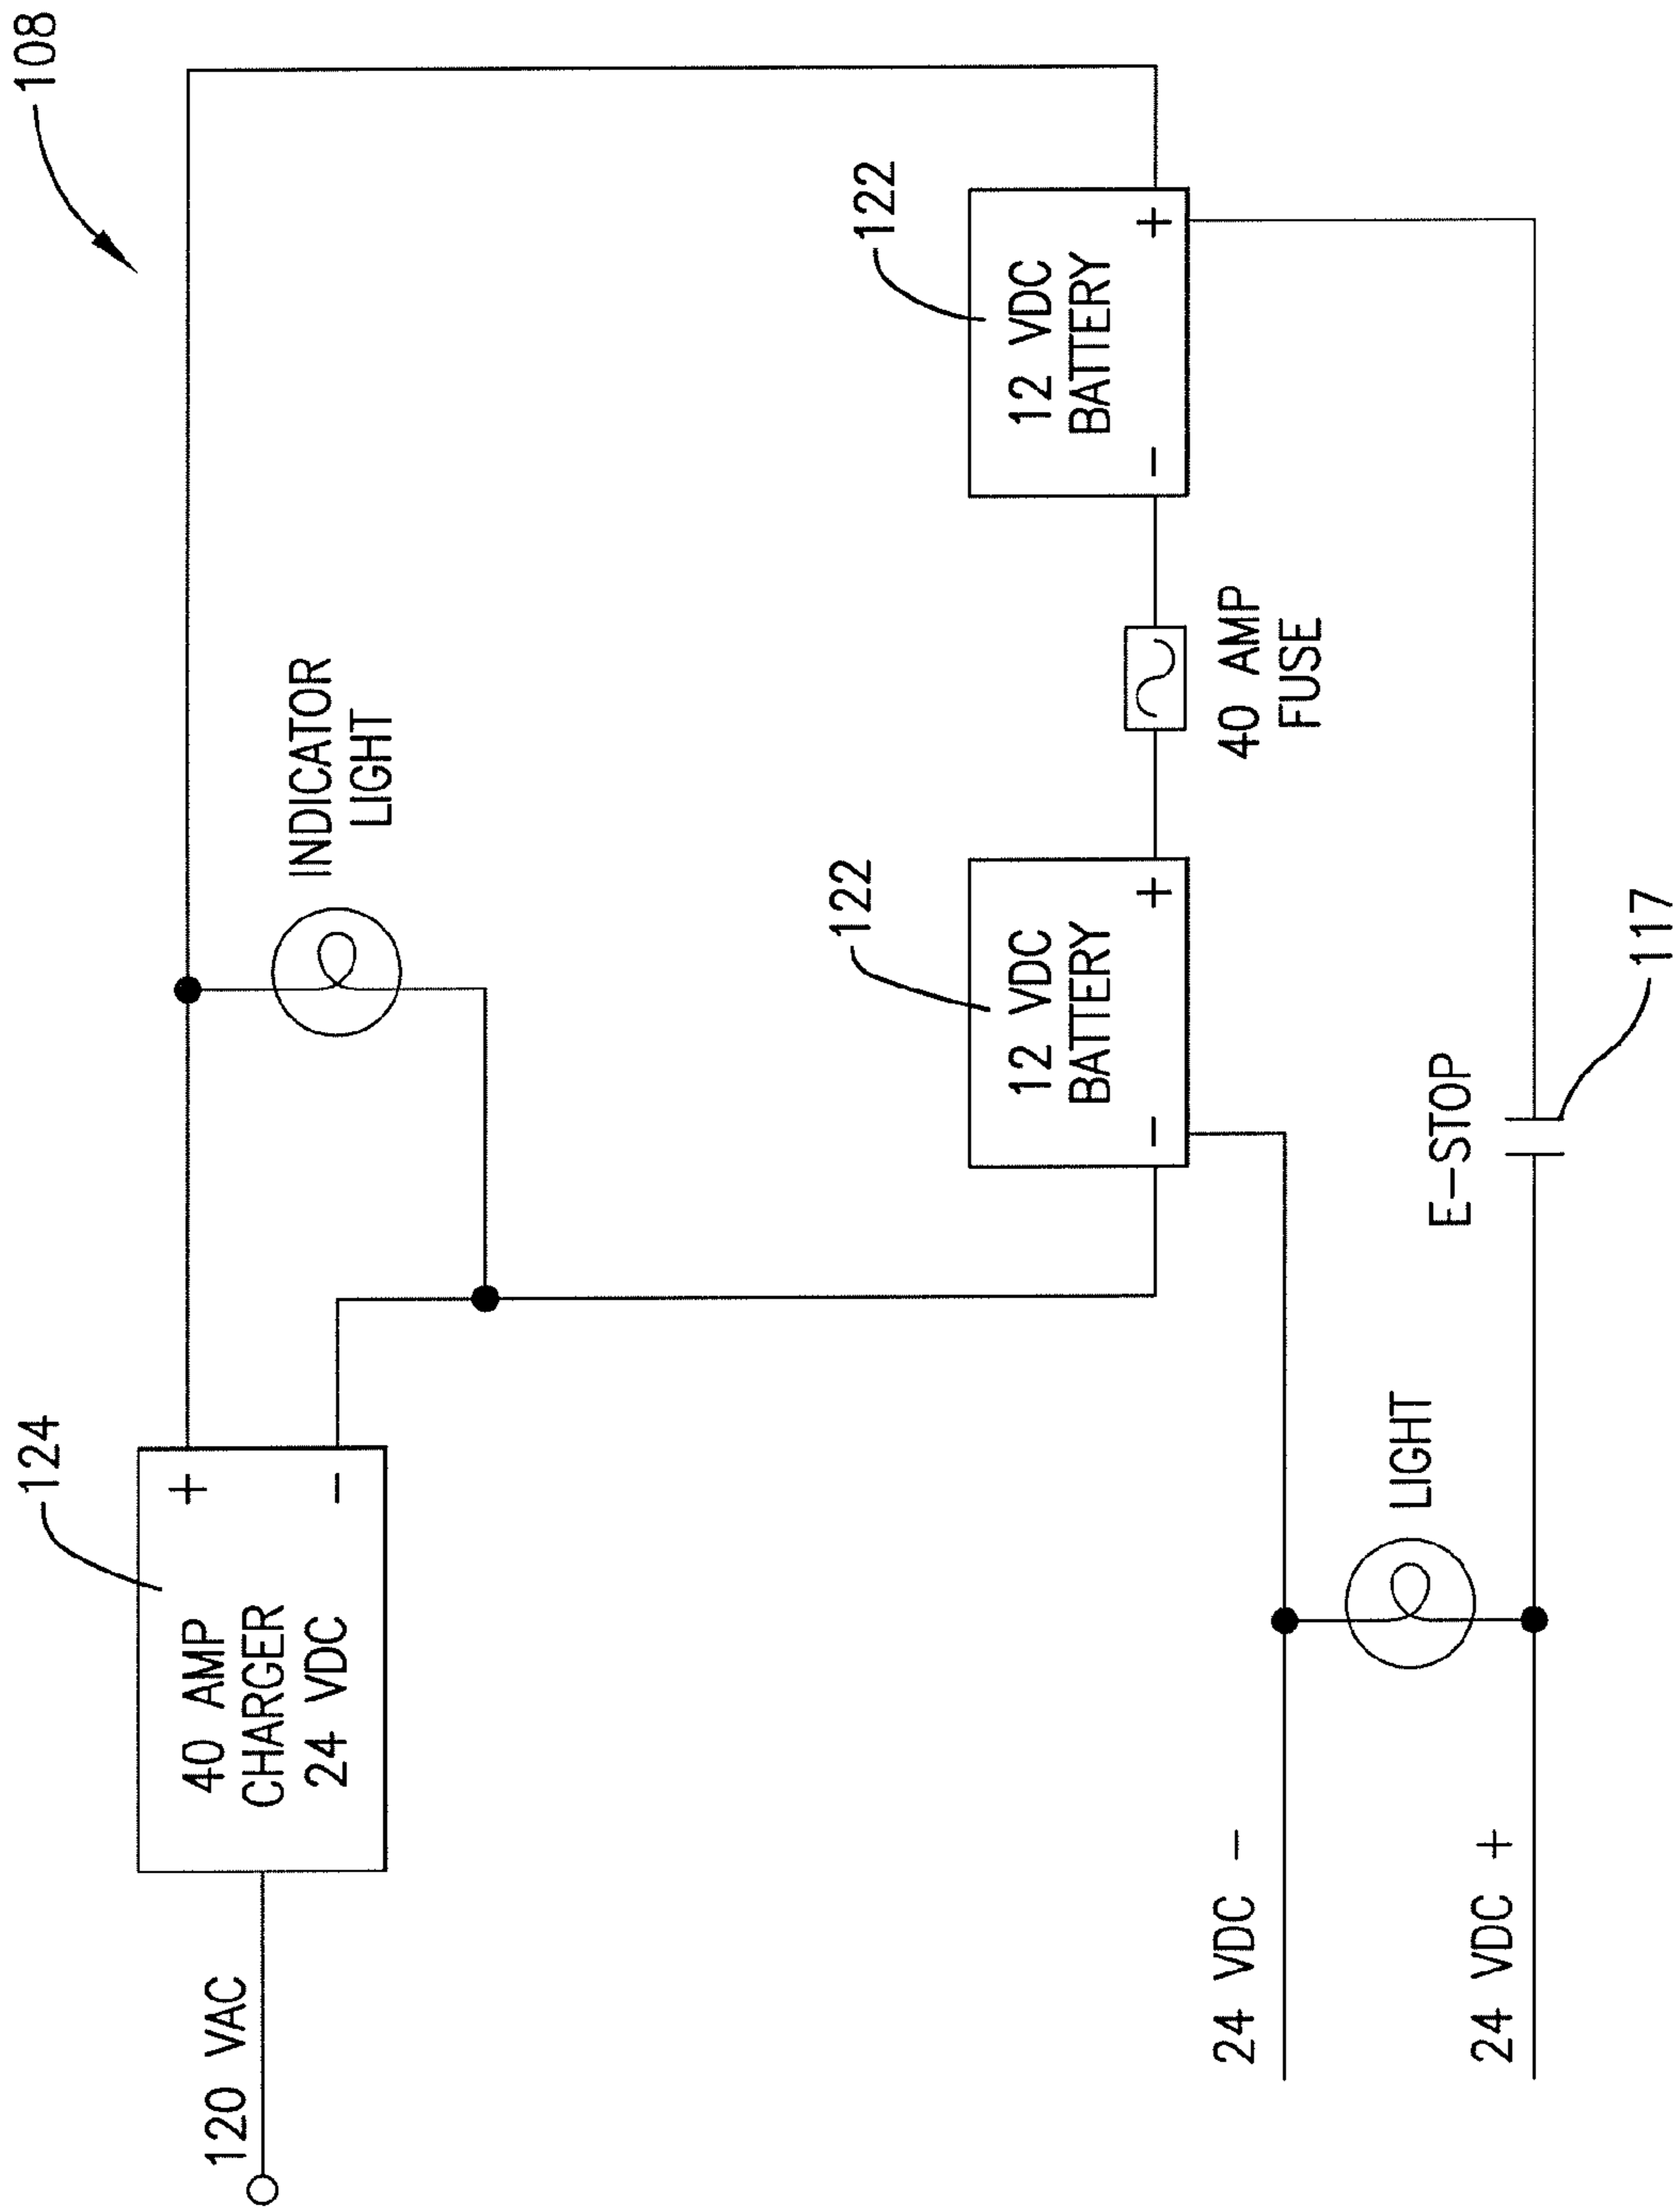 108
124
40 AMP
CHARGER
24 VDC
+
-
120 VAC
INDICATOR
LIGHT
122
12 VDC
BATTERY
-
+
40 AMP
FUSE
122
12 VDC
BATTERY
-
+
24 VDC -
24 VDC +
LIGHT
E-STOP
117